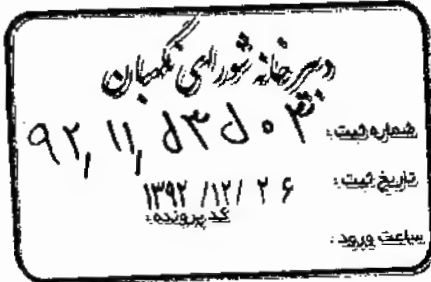 دبیرخانه شورای نگهبان
شماره ثبت: ۹۲/۱۱/۵۳۵۰۳
تاریخ ثبت: ۱۳۹۲/۱۲/۲۶
کد پرونده:
ساعت ورود: